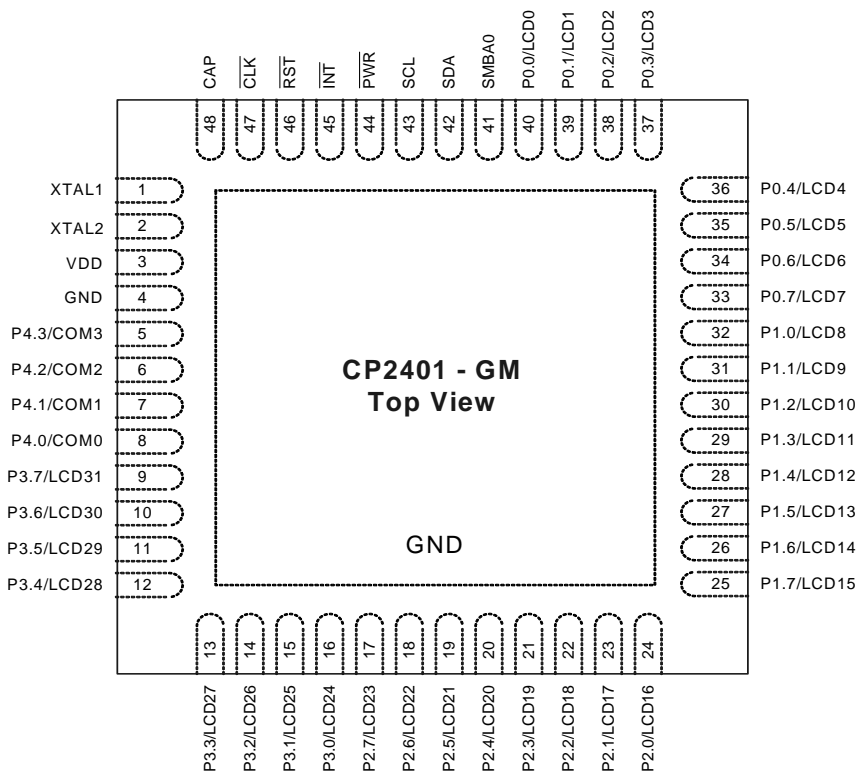 CAP
CLK
RST
INT
PWR
SCL
SDA
SMBA0
P0.0/LCD0
P0.1/LCD1
P0.2/LCD2
P0.3/LCD3
48
47
46
45
44
43
42
41
40
39
38
37
XTAL1 1
XTAL2 2
VDD 3
GND 4
P4.3/COM3 5
P4.2/COM2 6
P4.1/COM1 7
P4.0/COM0 8
P3.7/LCD31 9
P3.6/LCD30 10
P3.5/LCD29 11
P3.4/LCD28 12
CP2401 - GM
Top View
GND
36 P0.4/LCD4
35 P0.5/LCD5
34 P0.6/LCD6
33 P0.7/LCD7
32 P1.0/LCD8
31 P1.1/LCD9
30 P1.2/LCD10
29 P1.3/LCD11
28 P1.4/LCD12
27 P1.5/LCD13
26 P1.6/LCD14
25 P1.7/LCD15
13
14
15
16
17
18
19
20
21
22
23
24
P3.3/LCD27
P3.2/LCD26
P3.1/LCD25
P3.0/LCD24
P2.7/LCD23
P2.6/LCD22
P2.5/LCD21
P2.4/LCD20
P2.3/LCD19
P2.2/LCD18
P2.1/LCD17
P2.0/LCD16